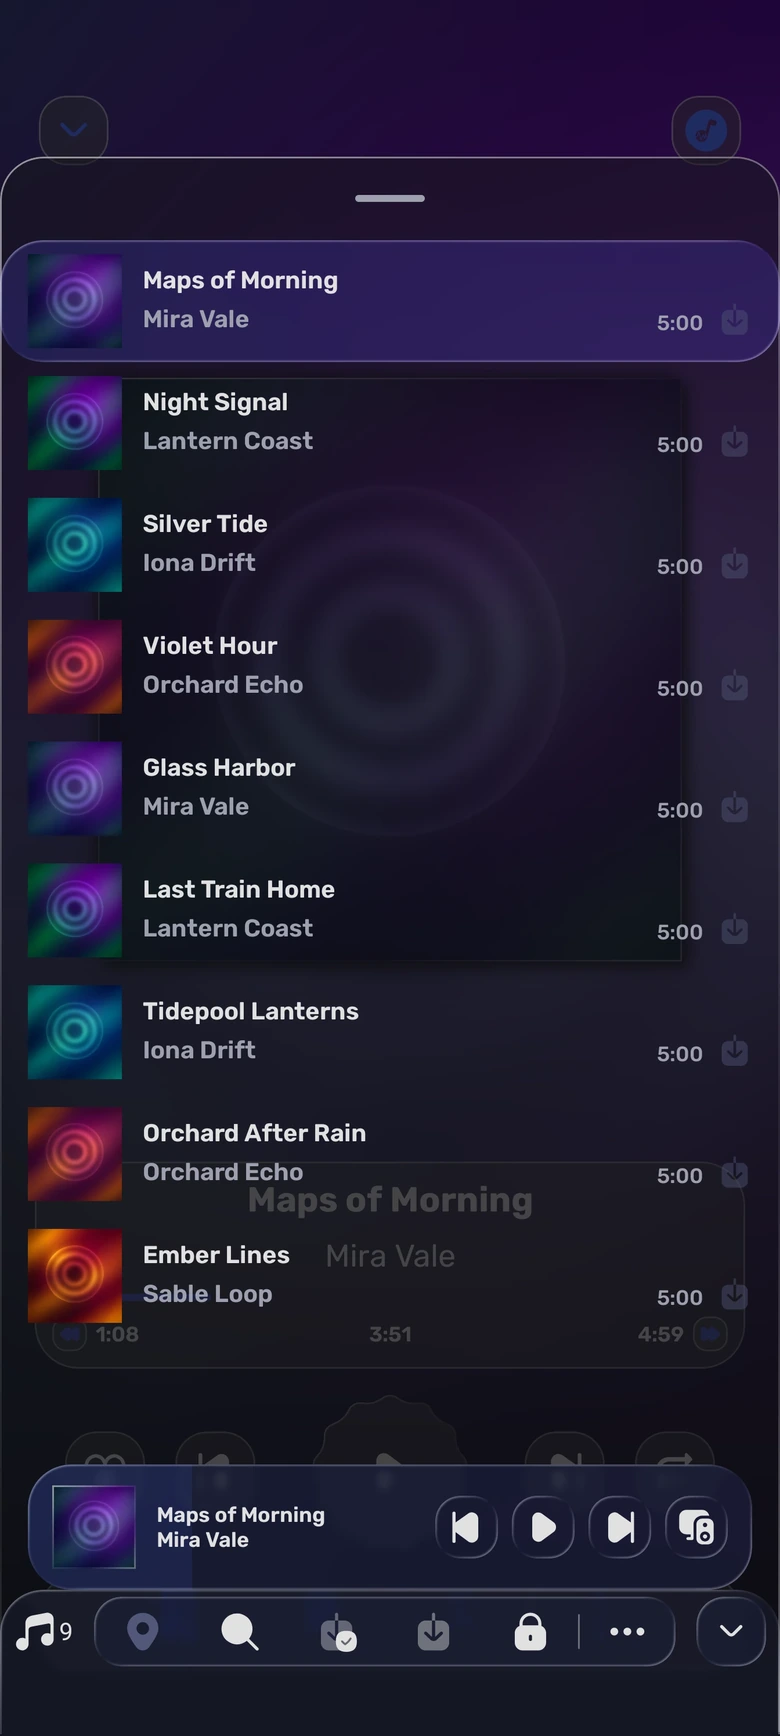 Maps of Morning
Mira Vale
5:00
Night Signal
Lantern Coast
5:00
Silver Tide
Iona Drift
5:00
Violet Hour
Orchard Echo
5:00
Glass Harbor
Mira Vale
5:00
Last Train Home
Lantern Coast
5:00
Tidepool Lanterns
Iona Drift
5:00
Orchard After Rain
Orchard Echo
5:00
Maps of Morning
Mira Vale
Ember Lines
Sable Loop
5:00
1:08 3:51 4:59
Maps of Morning
Mira Vale
9